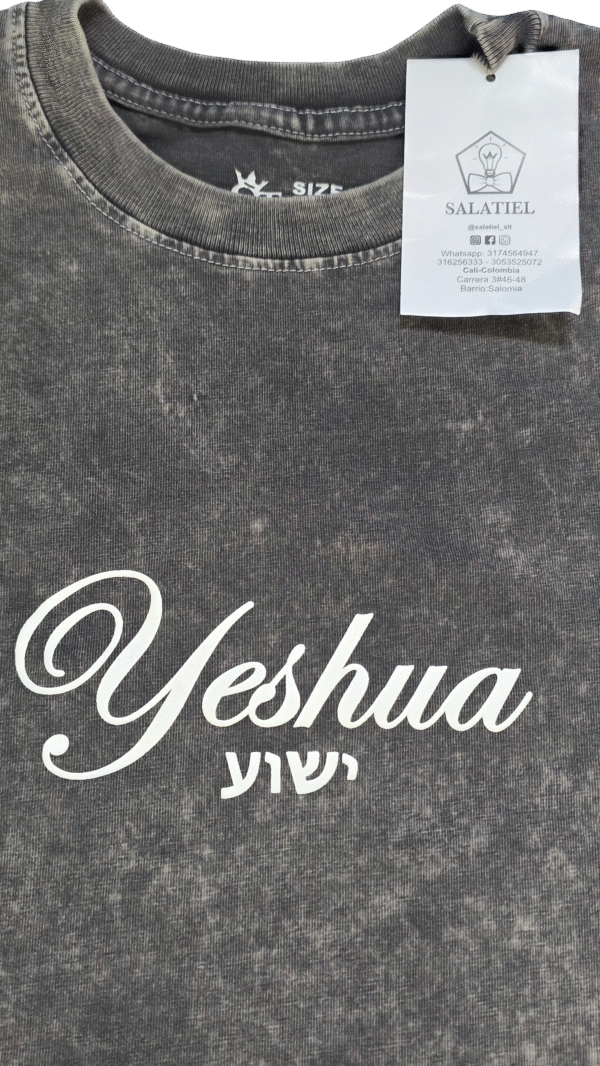 SIZE
SALATIEL
@salatiel_slt
Whatsapp: 3174564947
316256333 - 3053525072
Cali-Colombia
Carrera 3#46-48
Barrio:Salomia
Yeshua
ישוע